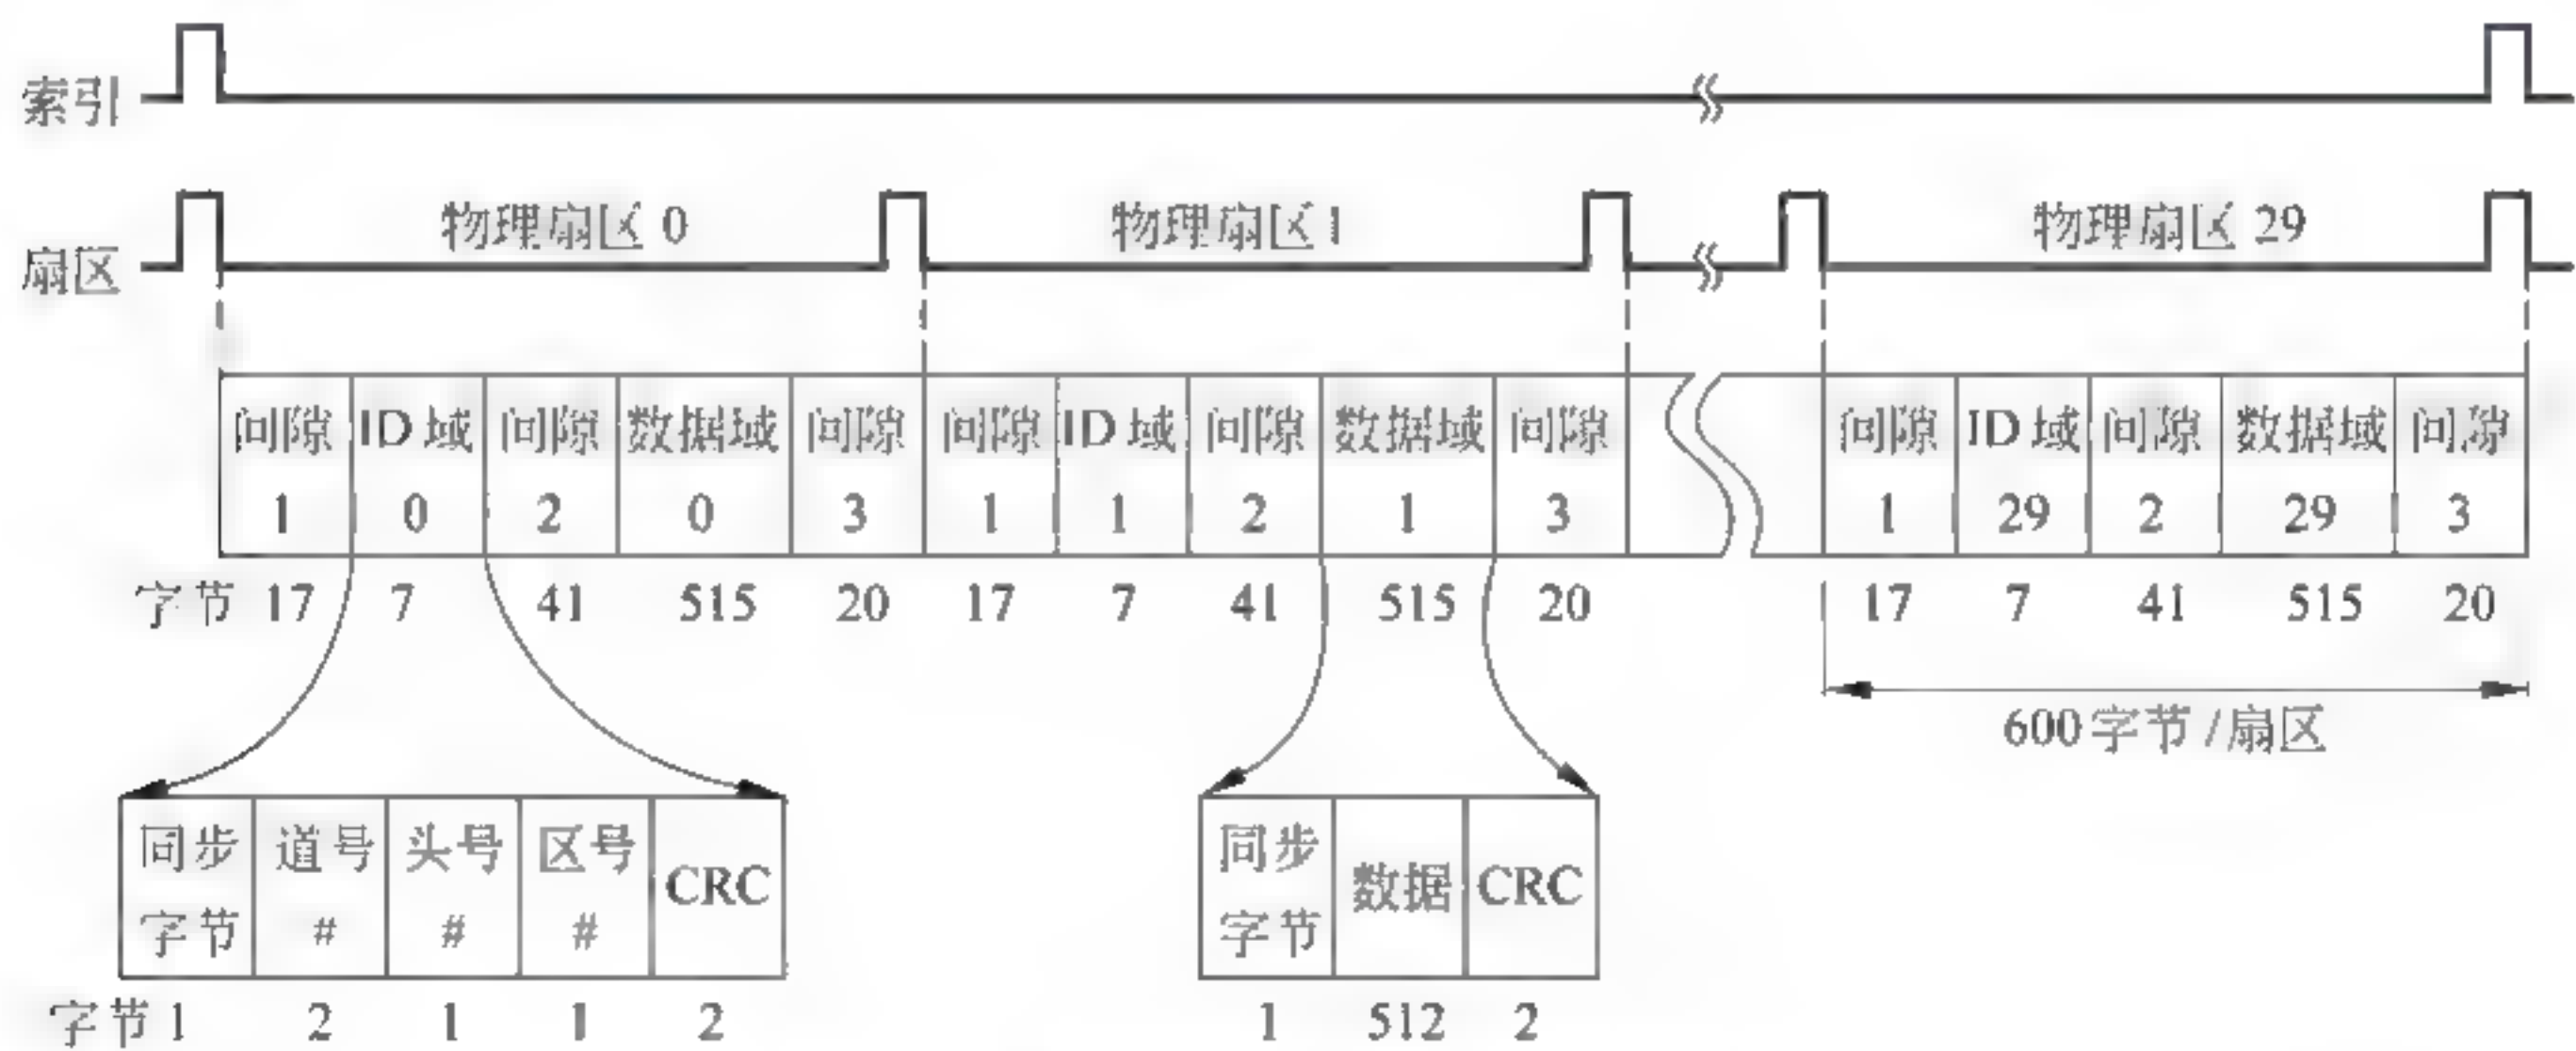 索引
扇区 物理扇区 0 物理扇区 1 物理扇区 29
间隙 ID 域 间隙 数据域 间隙 间隙 ID 域 间隙 数据域 间隙 间隙 ID 域 间隙 数据域 间隙
1 0 2 0 3 1 1 2 1 3 1 29 2 29 3
字节 17 7 41 515 20 17 7 41 515 20 17 7 41 515 20
600 字节/扇区
同步 道号 头号 区号 CRC 同步 数据 CRC
字节 # # # 字节
字节 1 2 1 1 2 1 512 2